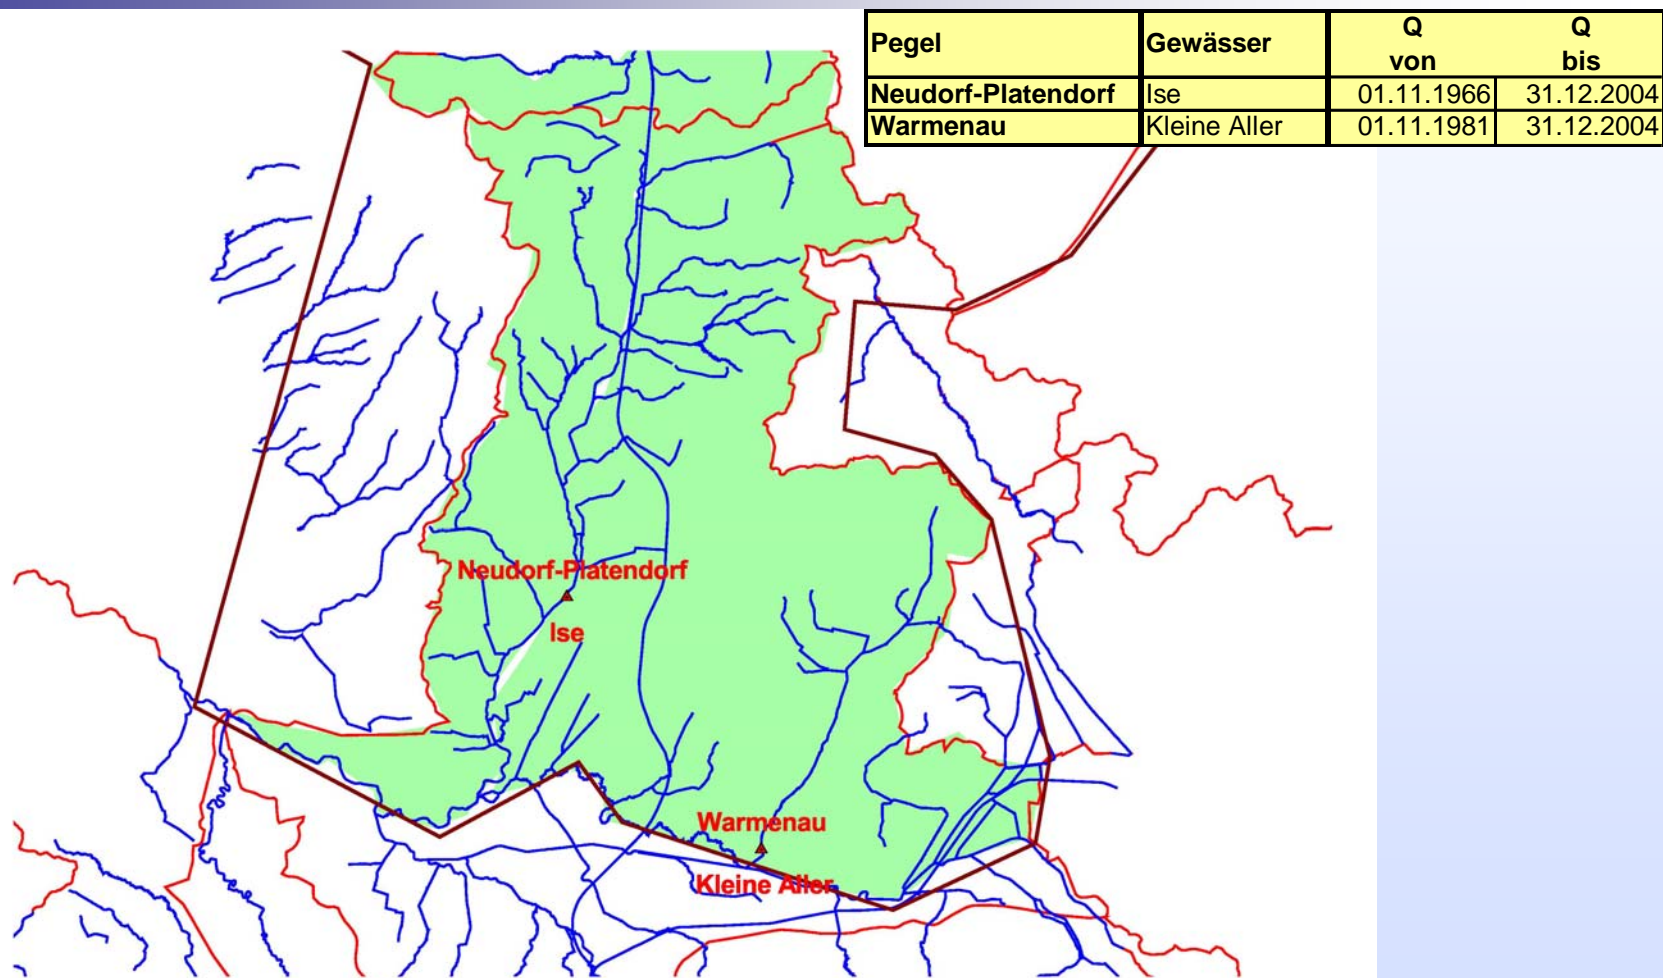 Pegel Gewässer Q von Q bis
Neudorf-Platendorf Ise 01.11.1966 31.12.2004
Warmenau Kleine Aller 01.11.1981 31.12.2004
Neudorf-Platendorf
Ise
Warmenau
Kleine Aller